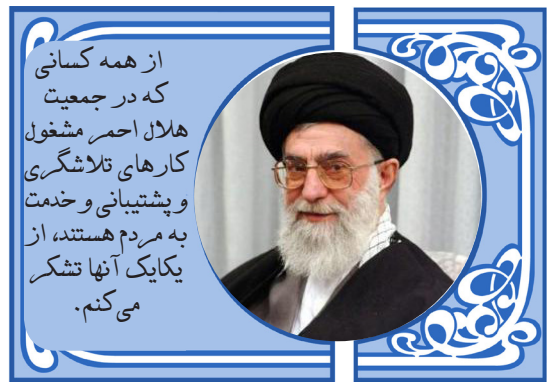 از همه کسانی
که در جمعیت
هلال احمر مشغول
کارهای تلاشگری
و پشتیبانی و خدمت
به مردم هستند، از
یکایک آنها تشکر
می‌کنم.